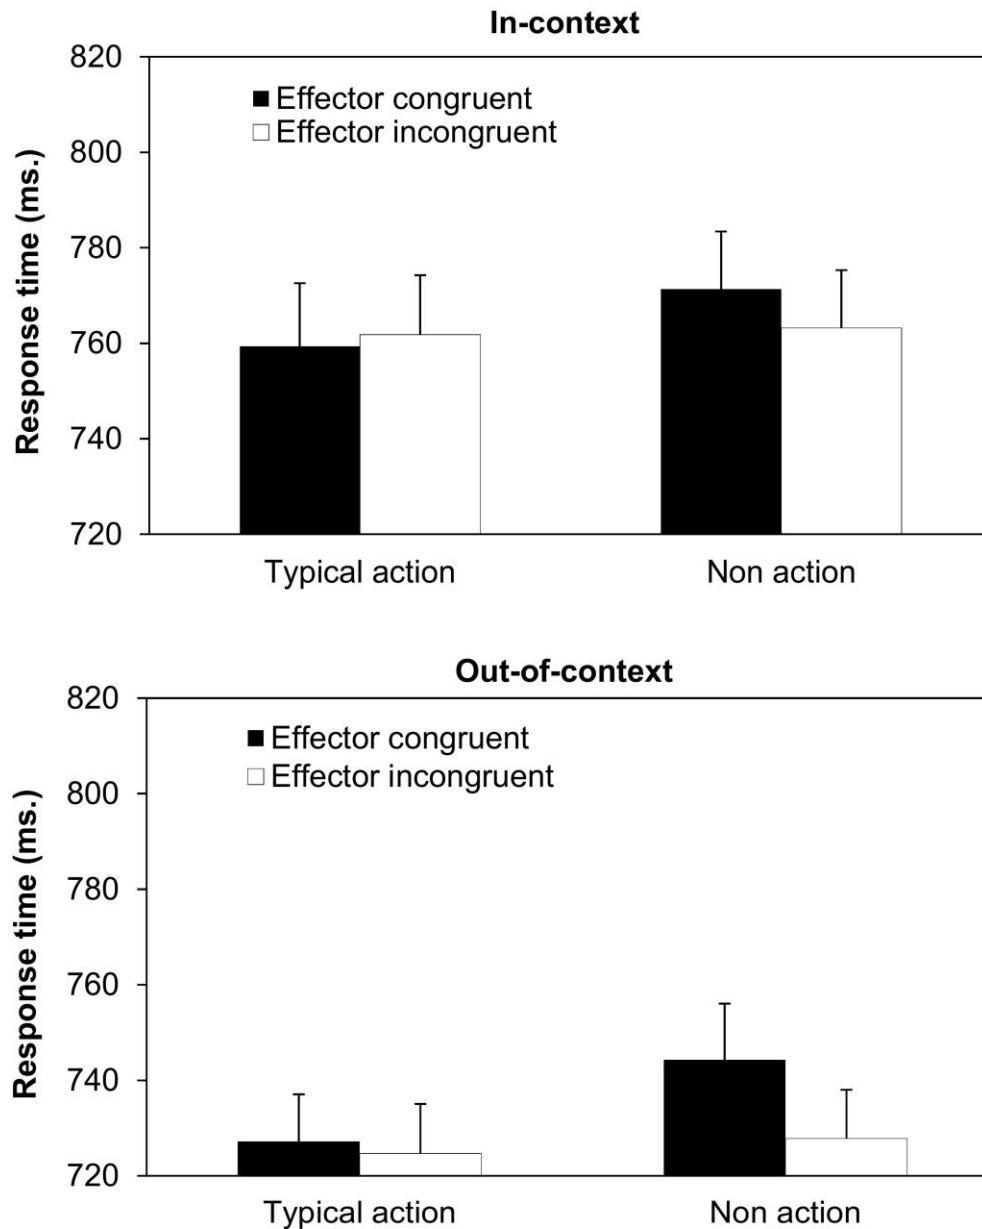 In-context
820
800
780
760
740
720
Response time (ms.)
Effector congruent
Effector incongruent
Typical action
Non action
Out-of-context
820
800
780
760
740
720
Response time (ms.)
Effector congruent
Effector incongruent
Typical action
Non action